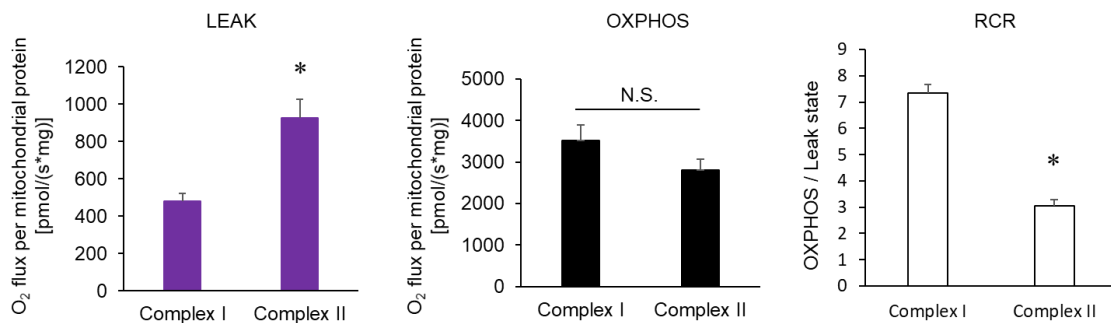 LEAK
O₂ flux per mitochondrial protein
[pmol/(s*mg)]
1200
1000
800
600
400
200
0
*
Complex I Complex II
OXPHOS
O₂ flux per mitochondrial protein
[pmol/(s*mg)]
5000
4000
3000
2000
1000
0
N.S.
Complex I Complex II
RCR
OXPHOS / Leak state
9
8
7
6
5
4
3
2
1
0
*
Complex I Complex II